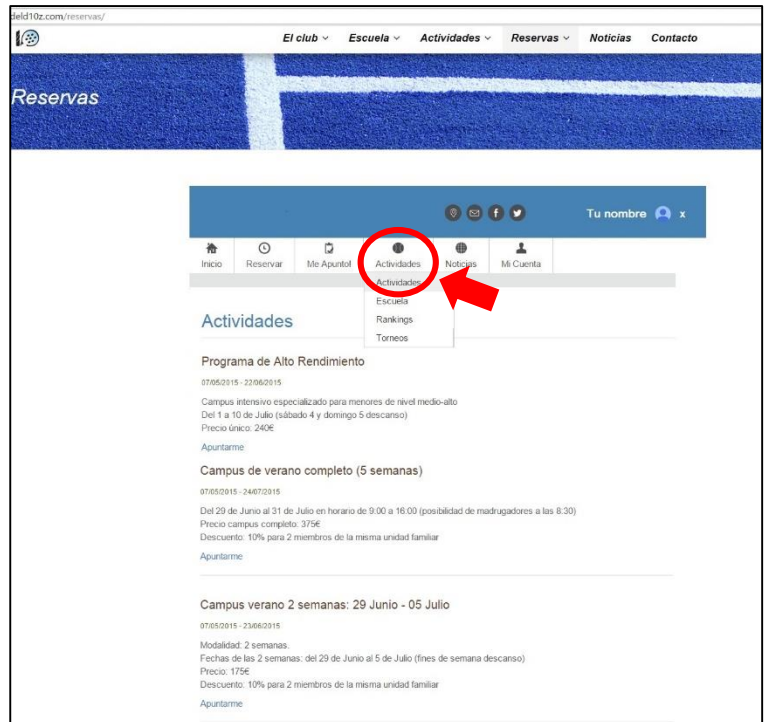 deld10z.com/reservas/
El club Escuela Actividades Reservas Noticias Contacto
Reservas
Tu nombre x
Inicio Reservar Me Apunto! Actividades Noticias Mi Cuenta
Actividades
Escuela
Rankings
Torneos
Actividades
Programa de Alto Rendimiento
07/05/2015 - 22/06/2015
Campus intensivo especializado para menores de nivel medio-alto
Del 1 a 10 de Julio (sábado 4 y domingo 5 descanso)
Precio único: 240€
Apuntarme
Campus de verano completo (5 semanas)
07/05/2015 - 24/07/2015
Del 29 de Junio al 31 de Julio en horario de 9:00 a 16:00 (posibilidad de madrugadores a las 8:30)
Precio campus completo: 375€
Descuento: 10% para 2 miembros de la misma unidad familiar
Apuntarme
Campus verano 2 semanas: 29 Junio - 05 Julio
07/05/2015 - 23/06/2015
Modalidad: 2 semanas.
Fechas de las 2 semanas: del 29 de Junio al 5 de Julio (fines de semana descanso)
Precio: 175€
Descuento: 10% para 2 miembros de la misma unidad familiar
Apuntarme